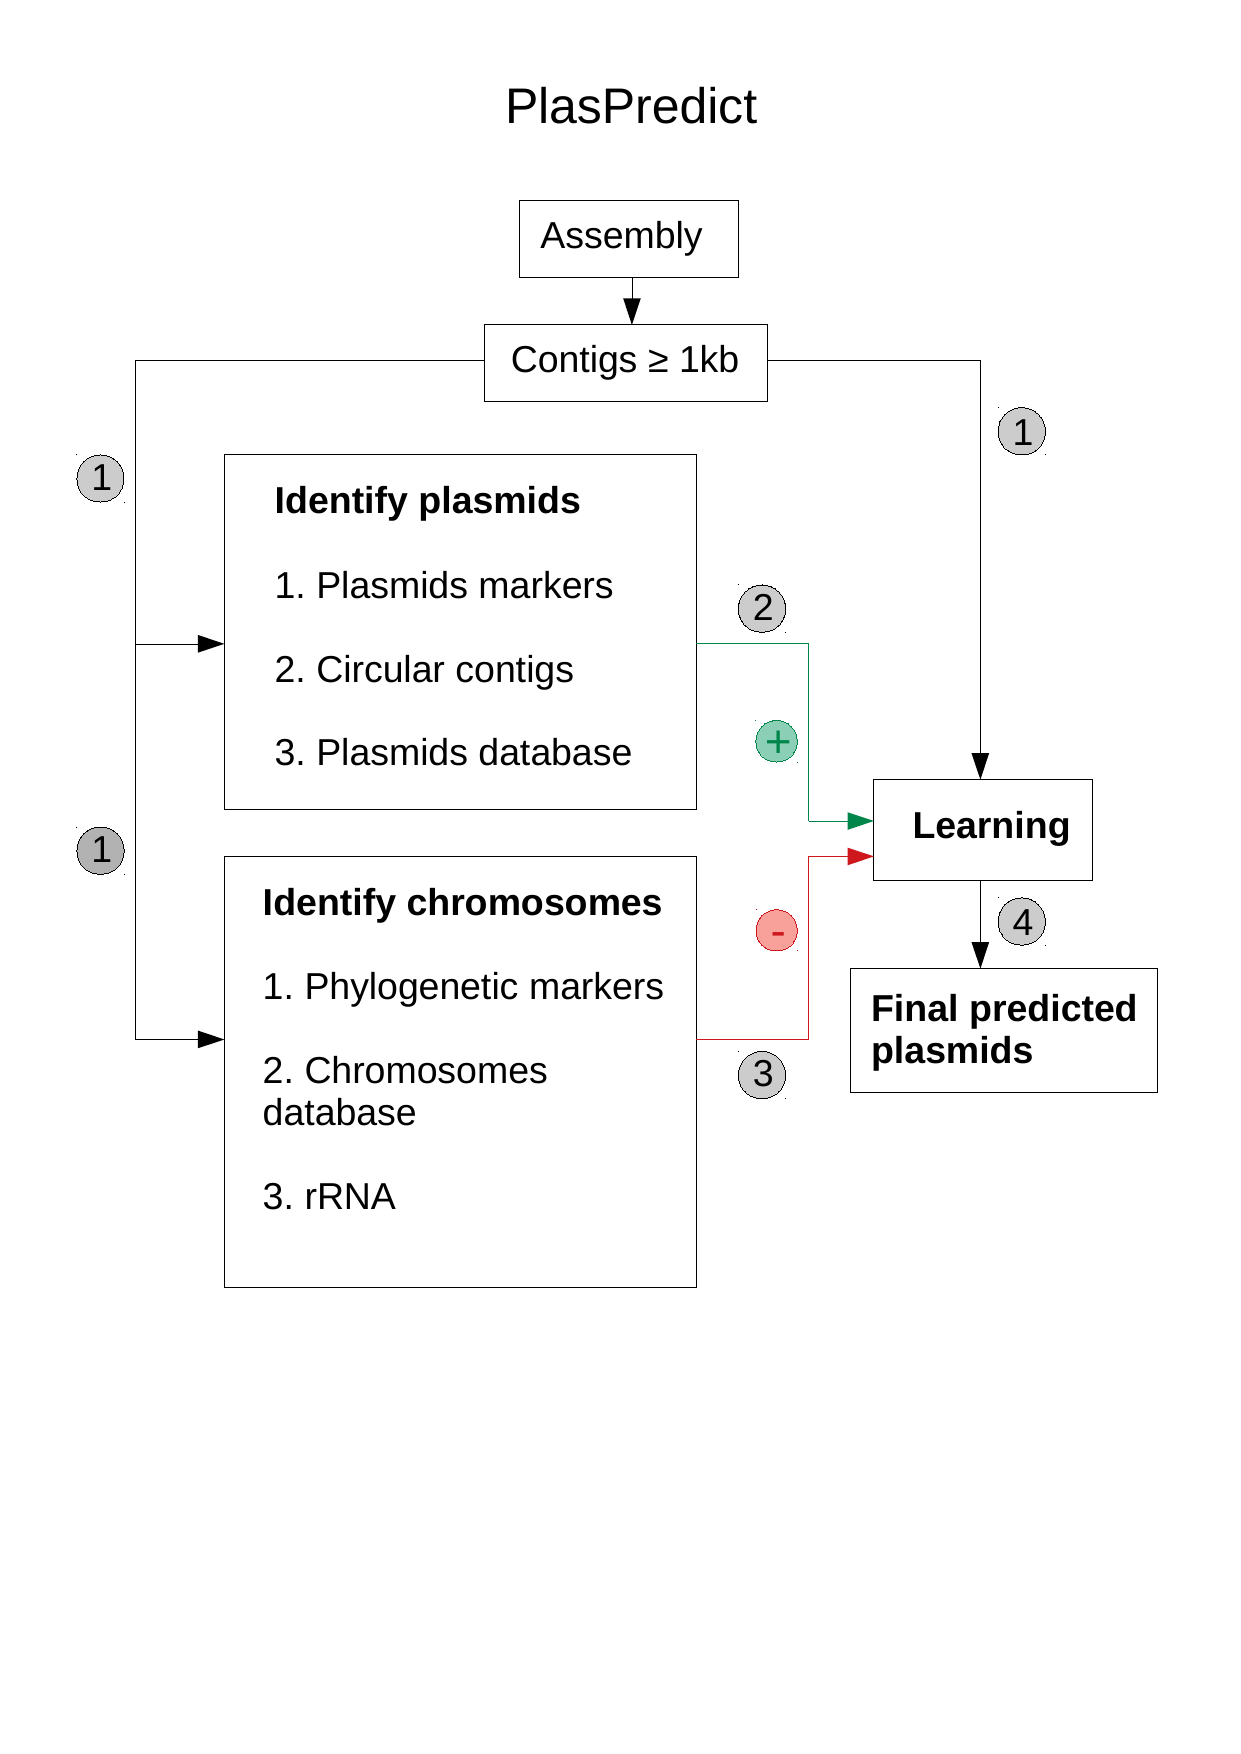 PlasPredict
Assembly
Contigs ≥ 1kb
1
1
Identify plasmids
1. Plasmids markers
2. Circular contigs
3. Plasmids database
2
+
1
Identify chromosomes
1. Phylogenetic markers
2. Chromosomes
database
3. rRNA
-
3
Learning
4
Final predicted
plasmids